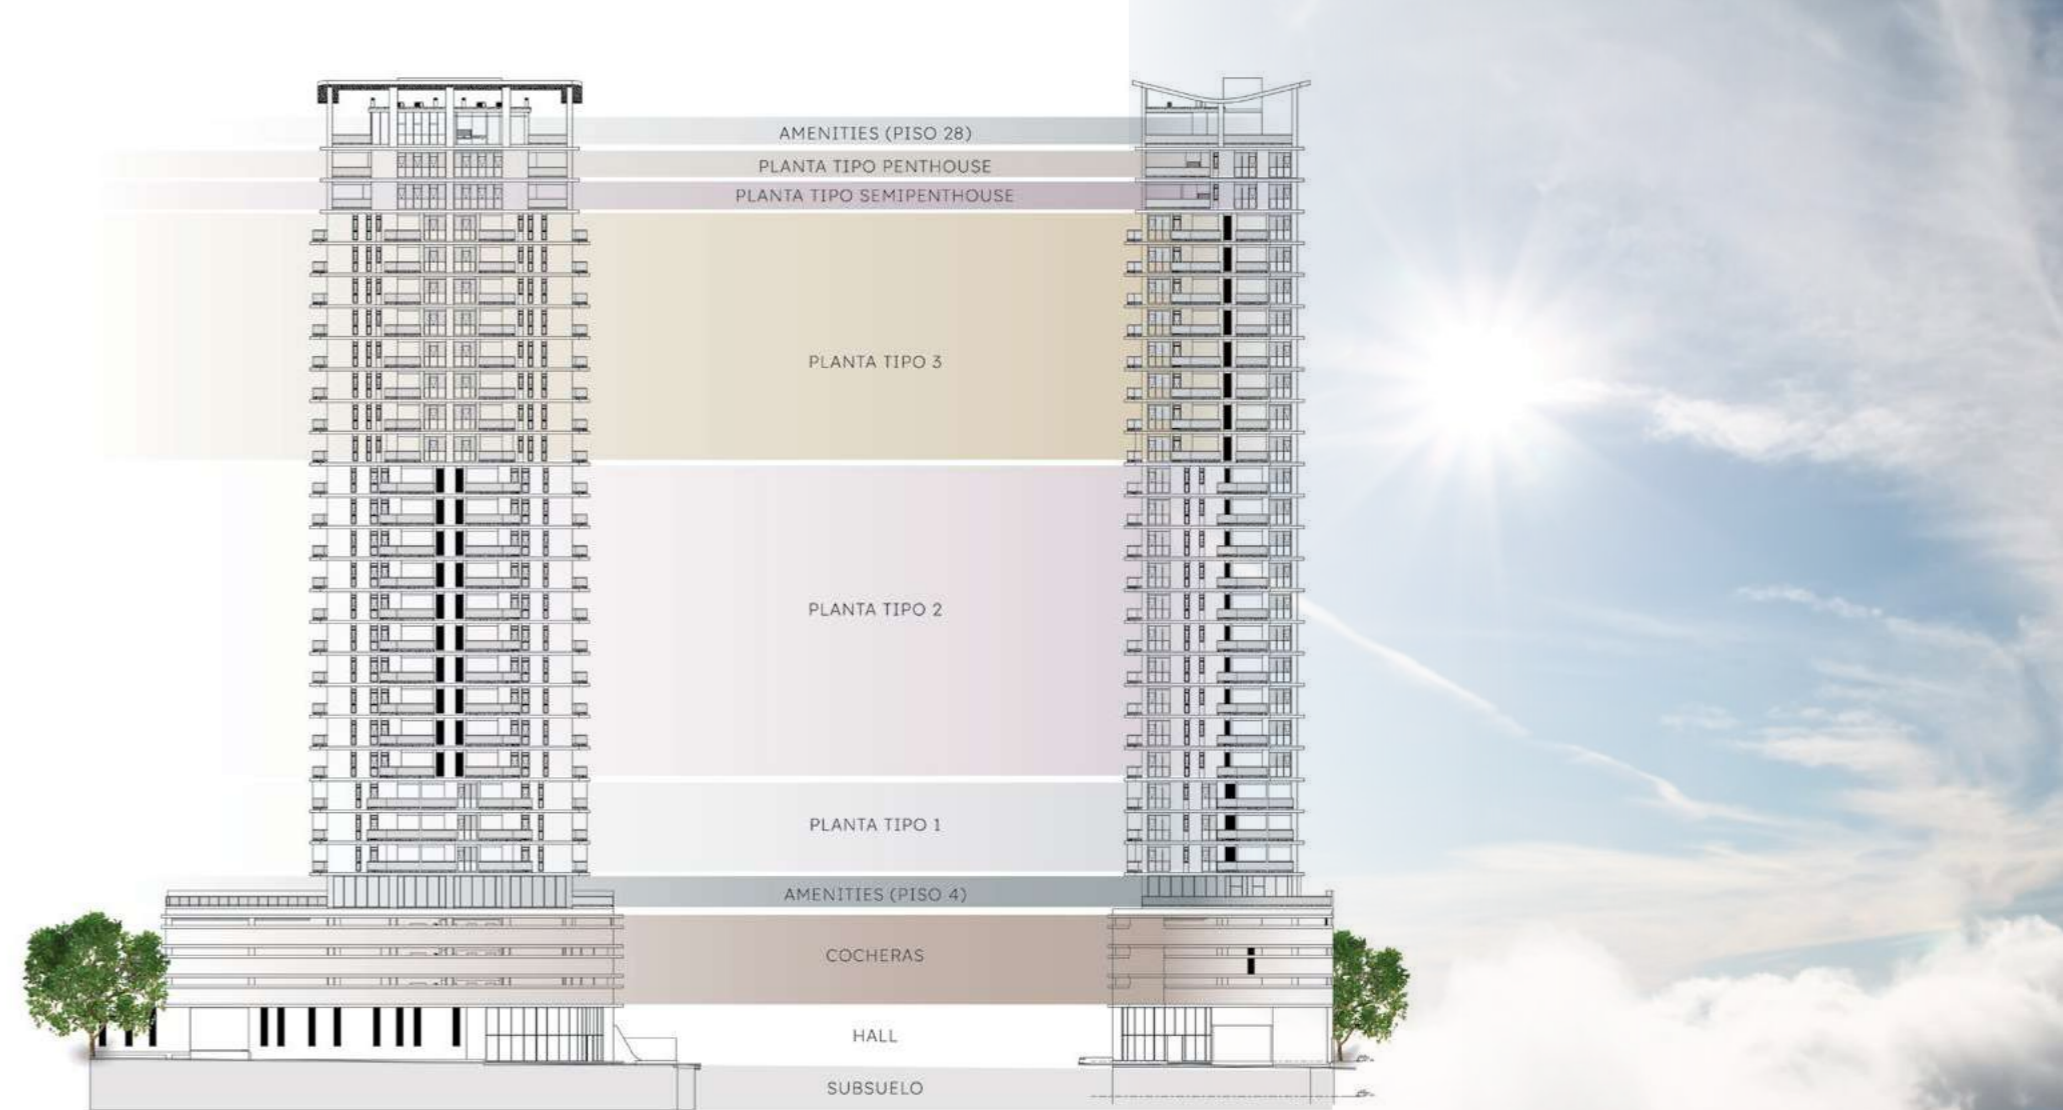 AMENITIES (PISO 28)
PLANTA TIPO PENTHOUSE
PLANTA TIPO SEMIPENTHOUSE
PLANTA TIPO 3
PLANTA TIPO 2
PLANTA TIPO 1
AMENITIES (PISO 4)
COCHERAS
HALL
SUBSUELO